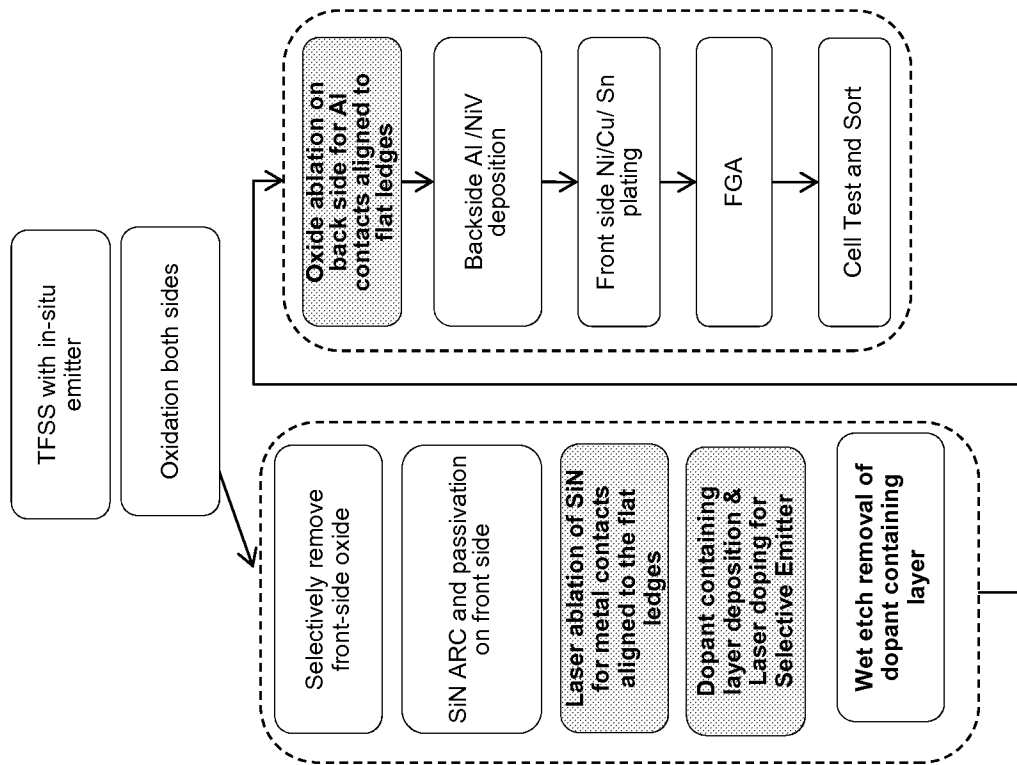 TFSS with in-situ
emitter
Oxidation both sides
Selectively remove
front-side oxide
SiN ARC and passivation
on front side
Laser ablation of SiN
for metal contacts
aligned to the flat
ledges
Dopant containing
layer deposition &
Laser doping for
Selective Emitter
Wet etch removal of
dopant containing
layer
Oxide ablation on
back side for Al
contacts aligned to
flat ledges
Backside Al /NiV
deposition
Front side Ni/Cu/ Sn
plating
FGA
Cell Test and Sort